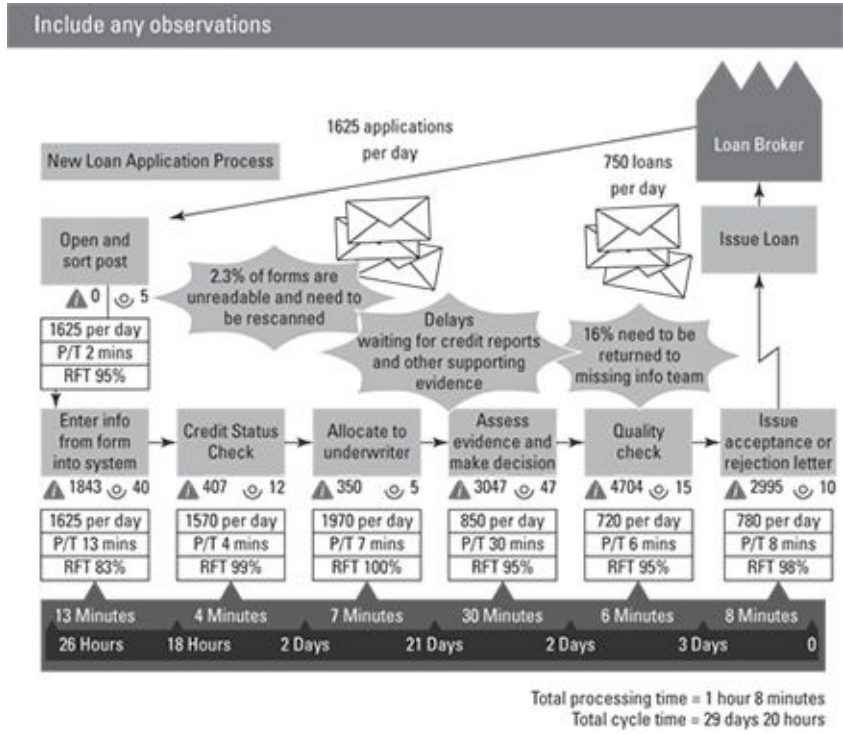 Include any observations
1625 applications
per day
Loan Broker
New Loan Application Process
750 loans
per day
Open and
sort post
Issue Loan
0 5
2.3% of forms are
unreadable and need to
be rescanned
1625 per day
P/T 2 mins
RFT 95%
Delays
waiting for credit reports
and other supporting
evidence
16% need to be
returned to
missing info team
Enter info
from form
into system
Credit Status
Check
Allocate to
underwriter
Assess
evidence and
make decision
Quality
check
Issue
acceptance or
rejection letter
1843 40
407 12
350 5
3047 47
4704 15
2995 10
1625 per day
P/T 13 mins
RFT 83%
1570 per day
P/T 4 mins
RFT 99%
1970 per day
P/T 7 mins
RFT 100%
850 per day
P/T 30 mins
RFT 95%
720 per day
P/T 6 mins
RFT 95%
780 per day
P/T 8 mins
RFT 98%
13 Minutes 4 Minutes 7 Minutes 30 Minutes 6 Minutes 8 Minutes
26 Hours 18 Hours 2 Days 21 Days 2 Days 3 Days 0
Total processing time = 1 hour 8 minutes
Total cycle time = 29 days 20 hours